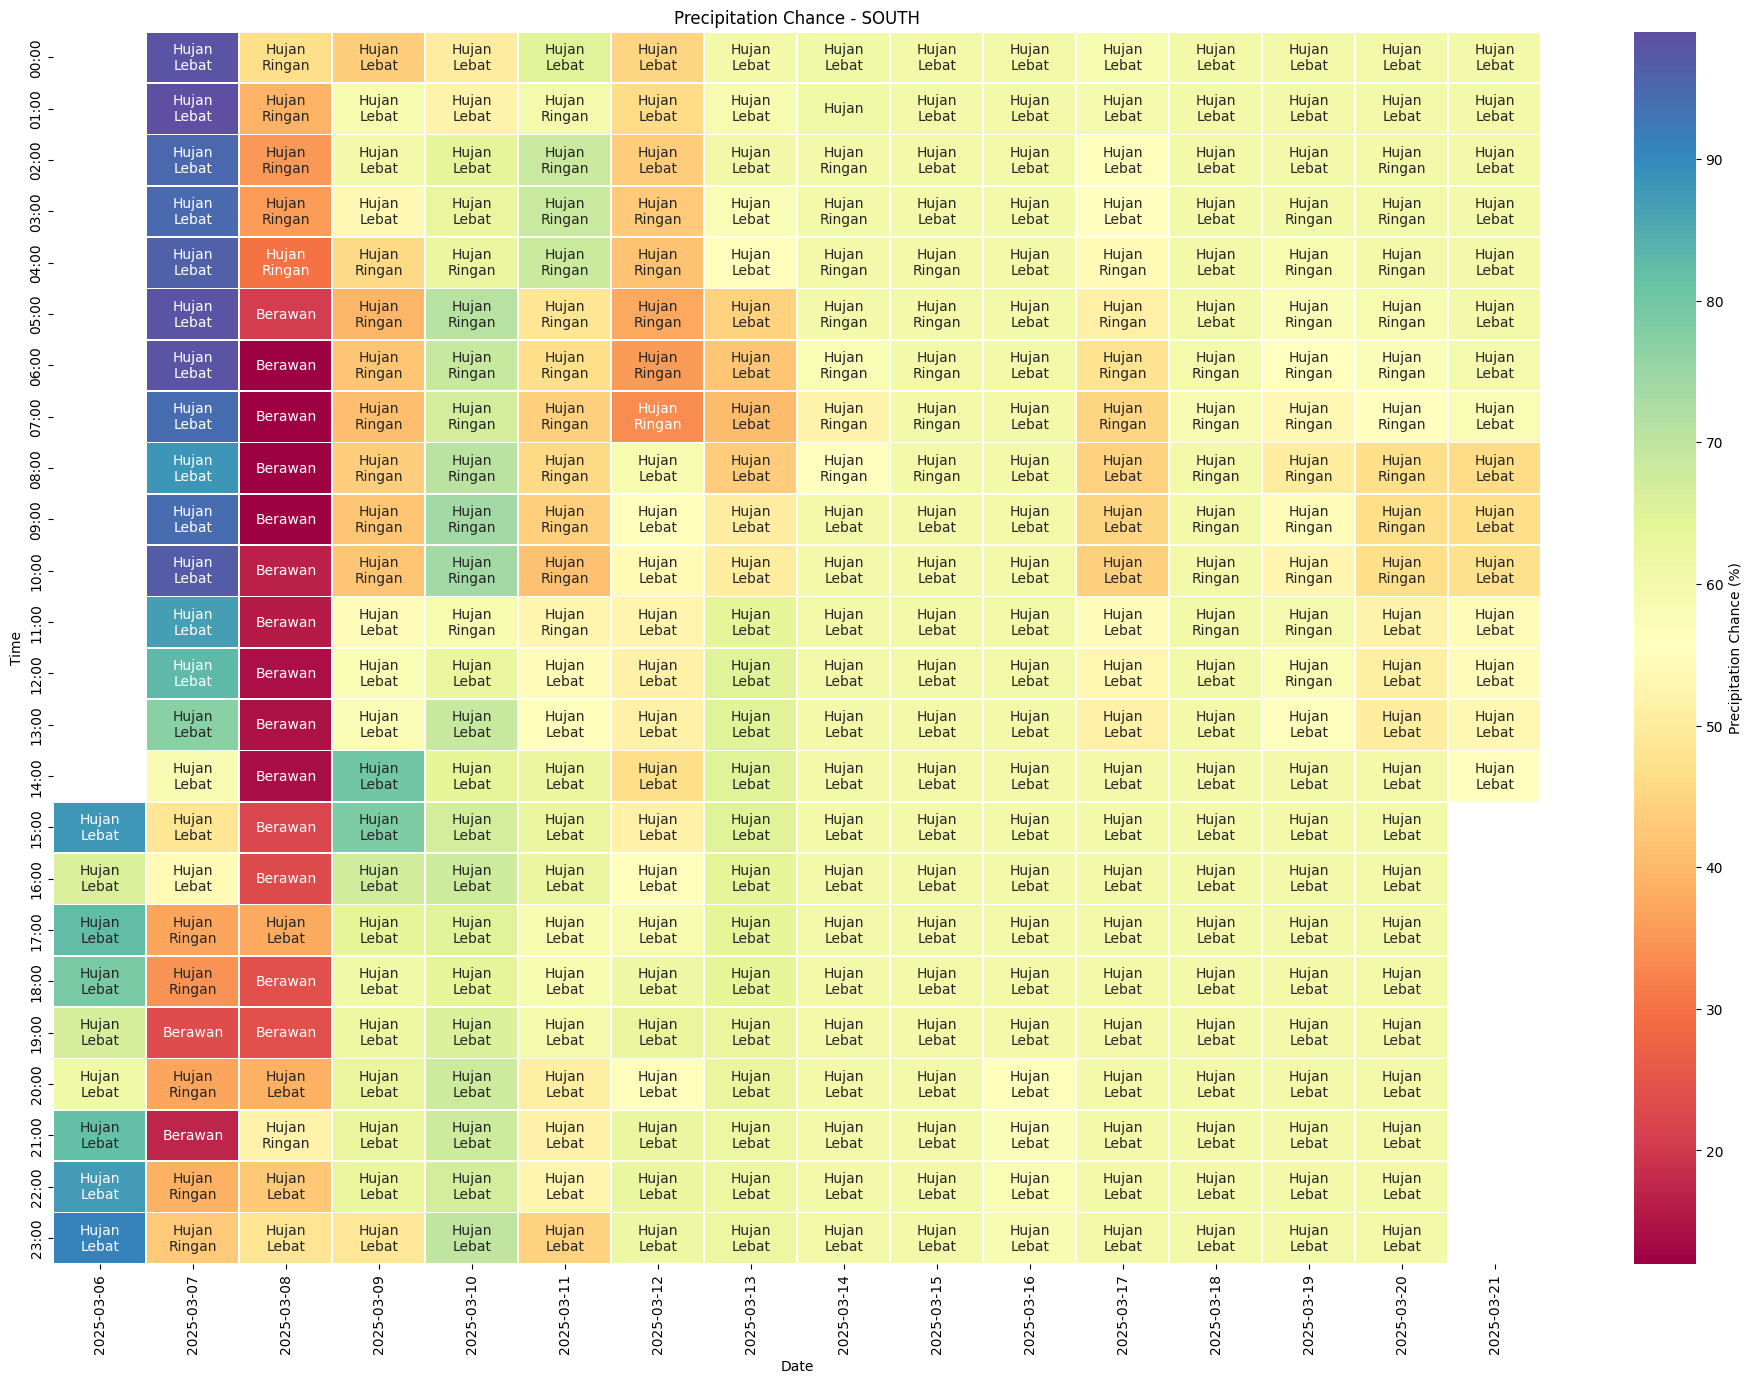 Precipitation Chance - SOUTH
00:00 Hujan Lebat Hujan Ringan Hujan Lebat Hujan Lebat Hujan Lebat Hujan Lebat Hujan Lebat Hujan Lebat Hujan Lebat Hujan Lebat Hujan Lebat Hujan Lebat Hujan Lebat Hujan Lebat Hujan Lebat
01:00 Hujan Lebat Hujan Ringan Hujan Lebat Hujan Lebat Hujan Ringan Hujan Lebat Hujan Lebat Hujan Hujan Lebat Hujan Lebat Hujan Lebat Hujan Lebat Hujan Lebat Hujan Lebat Hujan Lebat
02:00 Hujan Lebat Hujan Ringan Hujan Lebat Hujan Lebat Hujan Ringan Hujan Lebat Hujan Lebat Hujan Ringan Hujan Lebat Hujan Lebat Hujan Lebat Hujan Lebat Hujan Lebat Hujan Ringan Hujan Lebat
03:00 Hujan Lebat Hujan Ringan Hujan Lebat Hujan Lebat Hujan Ringan Hujan Ringan Hujan Lebat Hujan Ringan Hujan Lebat Hujan Lebat Hujan Lebat Hujan Lebat Hujan Ringan Hujan Ringan Hujan Lebat
04:00 Hujan Lebat Hujan Ringan Hujan Ringan Hujan Ringan Hujan Ringan Hujan Ringan Hujan Lebat Hujan Ringan Hujan Ringan Hujan Lebat Hujan Ringan Hujan Lebat Hujan Ringan Hujan Ringan Hujan Lebat
05:00 Hujan Lebat Berawan Hujan Ringan Hujan Ringan Hujan Ringan Hujan Ringan Hujan Lebat Hujan Ringan Hujan Ringan Hujan Lebat Hujan Ringan Hujan Lebat Hujan Ringan Hujan Ringan Hujan Lebat
06:00 Hujan Lebat Berawan Hujan Ringan Hujan Ringan Hujan Ringan Hujan Ringan Hujan Lebat Hujan Ringan Hujan Ringan Hujan Lebat Hujan Ringan Hujan Ringan Hujan Ringan Hujan Ringan Hujan Lebat
07:00 Hujan Lebat Berawan Hujan Ringan Hujan Ringan Hujan Ringan Hujan Ringan Hujan Lebat Hujan Ringan Hujan Ringan Hujan Lebat Hujan Ringan Hujan Ringan Hujan Ringan Hujan Ringan Hujan Lebat
08:00 Hujan Lebat Berawan Hujan Ringan Hujan Ringan Hujan Ringan Hujan Lebat Hujan Lebat Hujan Ringan Hujan Ringan Hujan Lebat Hujan Lebat Hujan Ringan Hujan Ringan Hujan Ringan Hujan Lebat
09:00 Hujan Lebat Berawan Hujan Ringan Hujan Ringan Hujan Ringan Hujan Lebat Hujan Lebat Hujan Lebat Hujan Lebat Hujan Lebat Hujan Lebat Hujan Ringan Hujan Ringan Hujan Ringan Hujan Lebat
10:00 Hujan Lebat Berawan Hujan Ringan Hujan Ringan Hujan Ringan Hujan Lebat Hujan Lebat Hujan Lebat Hujan Lebat Hujan Lebat Hujan Lebat Hujan Ringan Hujan Ringan Hujan Ringan Hujan Lebat
11:00 Hujan Lebat Berawan Hujan Lebat Hujan Ringan Hujan Ringan Hujan Lebat Hujan Lebat Hujan Lebat Hujan Lebat Hujan Lebat Hujan Lebat Hujan Ringan Hujan Ringan Hujan Lebat Hujan Lebat
12:00 Hujan Lebat Berawan Hujan Lebat Hujan Lebat Hujan Lebat Hujan Lebat Hujan Lebat Hujan Lebat Hujan Lebat Hujan Lebat Hujan Lebat Hujan Lebat Hujan Ringan Hujan Lebat Hujan Lebat
13:00 Hujan Lebat Berawan Hujan Lebat Hujan Lebat Hujan Lebat Hujan Lebat Hujan Lebat Hujan Lebat Hujan Lebat Hujan Lebat Hujan Lebat Hujan Lebat Hujan Lebat Hujan Lebat Hujan Lebat
14:00 Hujan Lebat Berawan Hujan Lebat Hujan Lebat Hujan Lebat Hujan Lebat Hujan Lebat Hujan Lebat Hujan Lebat Hujan Lebat Hujan Lebat Hujan Lebat Hujan Lebat Hujan Lebat Hujan Lebat
15:00 Hujan Lebat Hujan Lebat Berawan Hujan Lebat Hujan Lebat Hujan Lebat Hujan Lebat Hujan Lebat Hujan Lebat Hujan Lebat Hujan Lebat Hujan Lebat Hujan Lebat Hujan Lebat Hujan Lebat
16:00 Hujan Lebat Hujan Lebat Berawan Hujan Lebat Hujan Lebat Hujan Lebat Hujan Lebat Hujan Lebat Hujan Lebat Hujan Lebat Hujan Lebat Hujan Lebat Hujan Lebat Hujan Lebat Hujan Lebat
17:00 Hujan Lebat Hujan Ringan Hujan Lebat Hujan Lebat Hujan Lebat Hujan Lebat Hujan Lebat Hujan Lebat Hujan Lebat Hujan Lebat Hujan Lebat Hujan Lebat Hujan Lebat Hujan Lebat Hujan Lebat
18:00 Hujan Lebat Hujan Ringan Berawan Hujan Lebat Hujan Lebat Hujan Lebat Hujan Lebat Hujan Lebat Hujan Lebat Hujan Lebat Hujan Lebat Hujan Lebat Hujan Lebat Hujan Lebat Hujan Lebat
19:00 Hujan Lebat Berawan Berawan Hujan Lebat Hujan Lebat Hujan Lebat Hujan Lebat Hujan Lebat Hujan Lebat Hujan Lebat Hujan Lebat Hujan Lebat Hujan Lebat Hujan Lebat Hujan Lebat
20:00 Hujan Lebat Hujan Ringan Hujan Lebat Hujan Lebat Hujan Lebat Hujan Lebat Hujan Lebat Hujan Lebat Hujan Lebat Hujan Lebat Hujan Lebat Hujan Lebat Hujan Lebat Hujan Lebat Hujan Lebat
21:00 Hujan Lebat Berawan Hujan Ringan Hujan Lebat Hujan Lebat Hujan Lebat Hujan Lebat Hujan Lebat Hujan Lebat Hujan Lebat Hujan Lebat Hujan Lebat Hujan Lebat Hujan Lebat Hujan Lebat
22:00 Hujan Lebat Hujan Ringan Hujan Lebat Hujan Lebat Hujan Lebat Hujan Lebat Hujan Lebat Hujan Lebat Hujan Lebat Hujan Lebat Hujan Lebat Hujan Lebat Hujan Lebat Hujan Lebat Hujan Lebat
23:00 Hujan Lebat Hujan Ringan Hujan Lebat Hujan Lebat Hujan Lebat Hujan Lebat Hujan Lebat Hujan Lebat Hujan Lebat Hujan Lebat Hujan Lebat Hujan Lebat Hujan Lebat Hujan Lebat Hujan Lebat
Time
2025-03-06 2025-03-07 2025-03-08 2025-03-09 2025-03-10 2025-03-11 2025-03-12 2025-03-13 2025-03-14 2025-03-15 2025-03-16 2025-03-17 2025-03-18 2025-03-19 2025-03-20 2025-03-21
Date
90
80
70
60
50
40
30
20
Precipitation Chance (%)